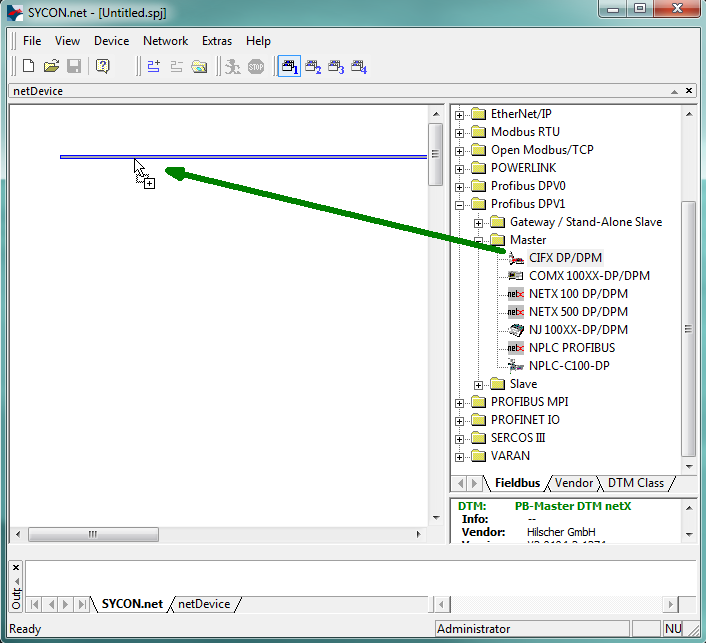 SYCON.net - [Untitled.spj]
File View Device Network Extras Help
netDevice
EtherNet/IP
Modbus RTU
Open Modbus/TCP
POWERLINK
Profibus DPV0
Profibus DPV1
Gateway / Stand-Alone Slave
Master
CIFX DP/DPM
COMX 100XX-DP/DPM
NETX 100 DP/DPM
NETX 500 DP/DPM
NJ 100XX-DP/DPM
NPLC PROFIBUS
NPLC-C100-DP
Slave
PROFIBUS MPI
PROFINET IO
SERCOS III
VARAN
Fieldbus Vendor DTM Class
DTM: PB-Master DTM netX
Info: --
Vendor: Hilscher GmbH
SYCON.net netDevice
Ready Administrator NU